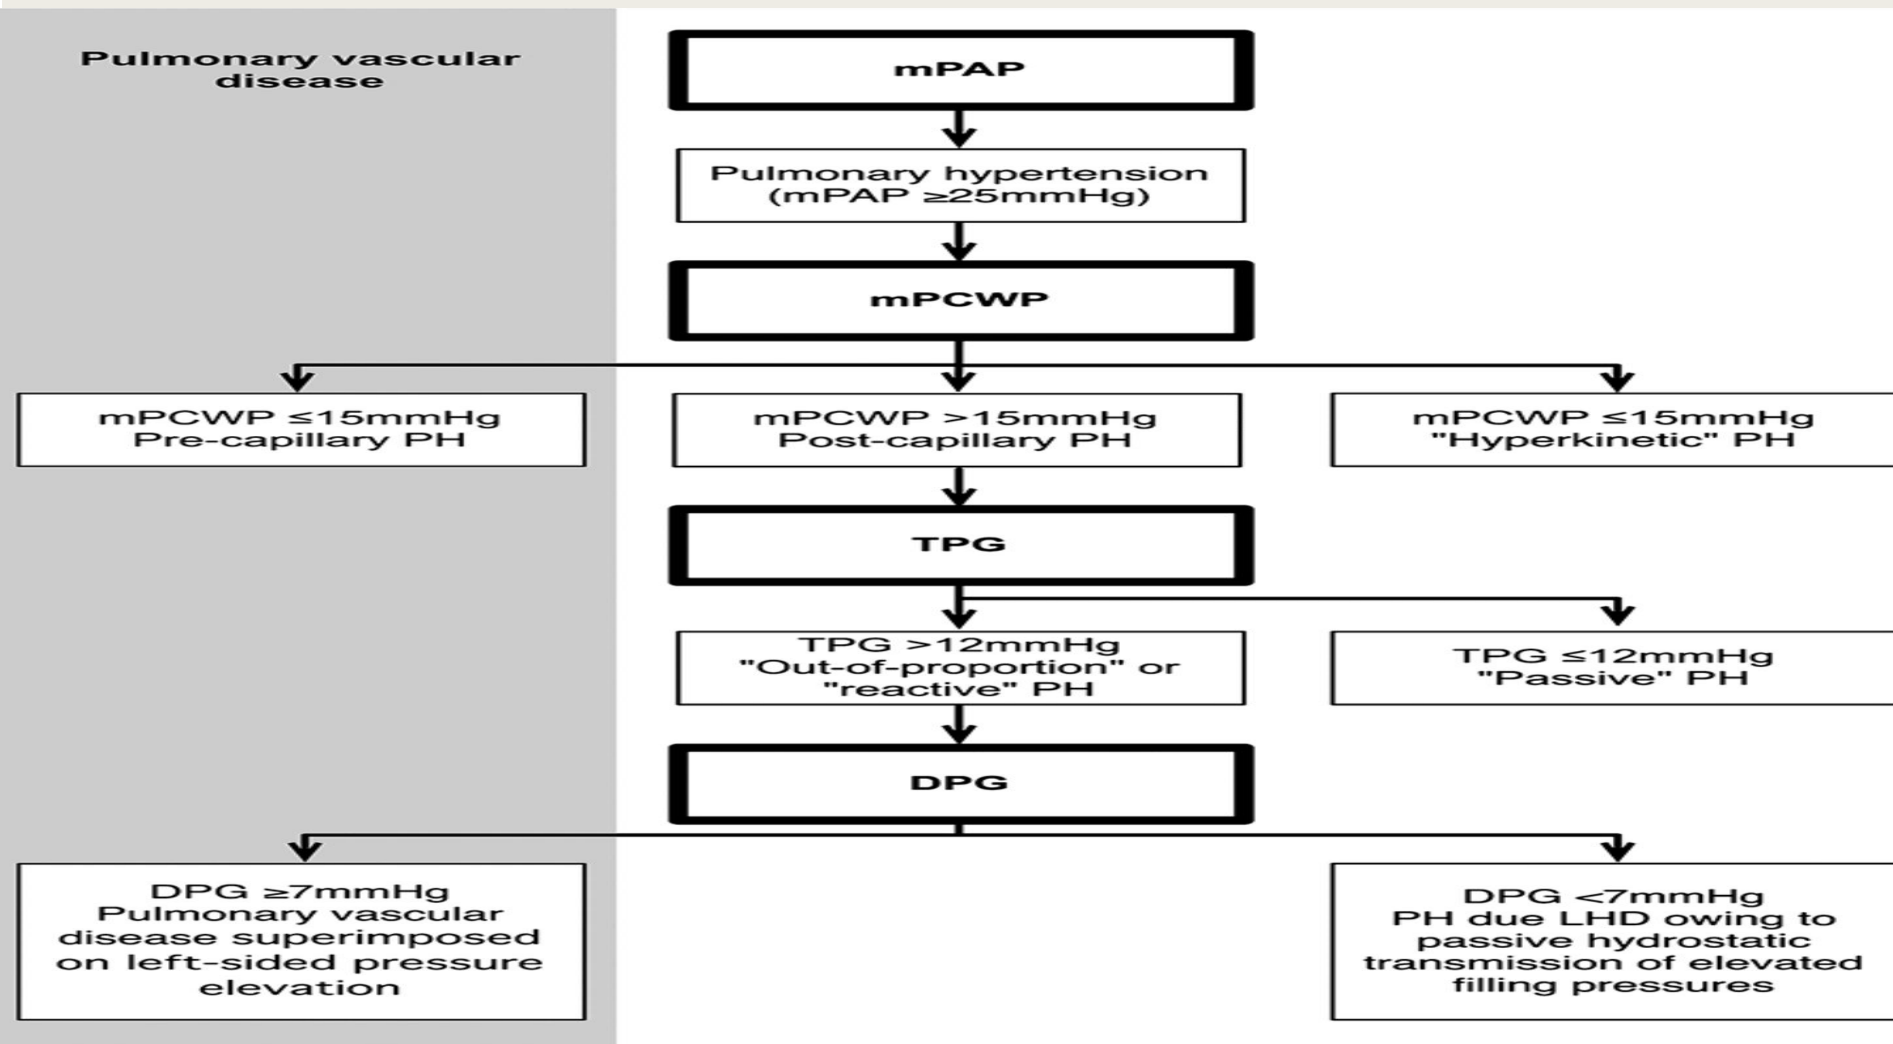 Pulmonary vascular
disease
mPAP
Pulmonary hypertension
(mPAP ≥25mmHg)
mPCWP
mPCWP ≤15mmHg
Pre-capillary PH
mPCWP >15mmHg
Post-capillary PH
mPCWP ≤15mmHg
"Hyperkinetic" PH
TPG
TPG >12mmHg
"Out-of-proportion" or
"reactive" PH
TPG ≤12mmHg
"Passive" PH
DPG
DPG ≥7mmHg
Pulmonary vascular
disease superimposed
on left-sided pressure
elevation
DPG <7mmHg
PH due LHD owing to
passive hydrostatic
transmission of elevated
filling pressures